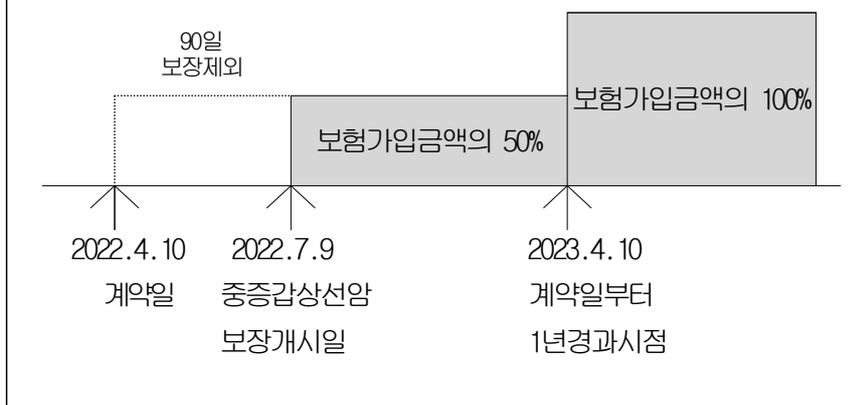 90일
보장제외
보험가입금액의 100%
보험가입금액의 50%
2022.4.10
계약일
2022.7.9
중증갑상선암
보장개시일
2023.4.10
계약일부터
1년경과시점